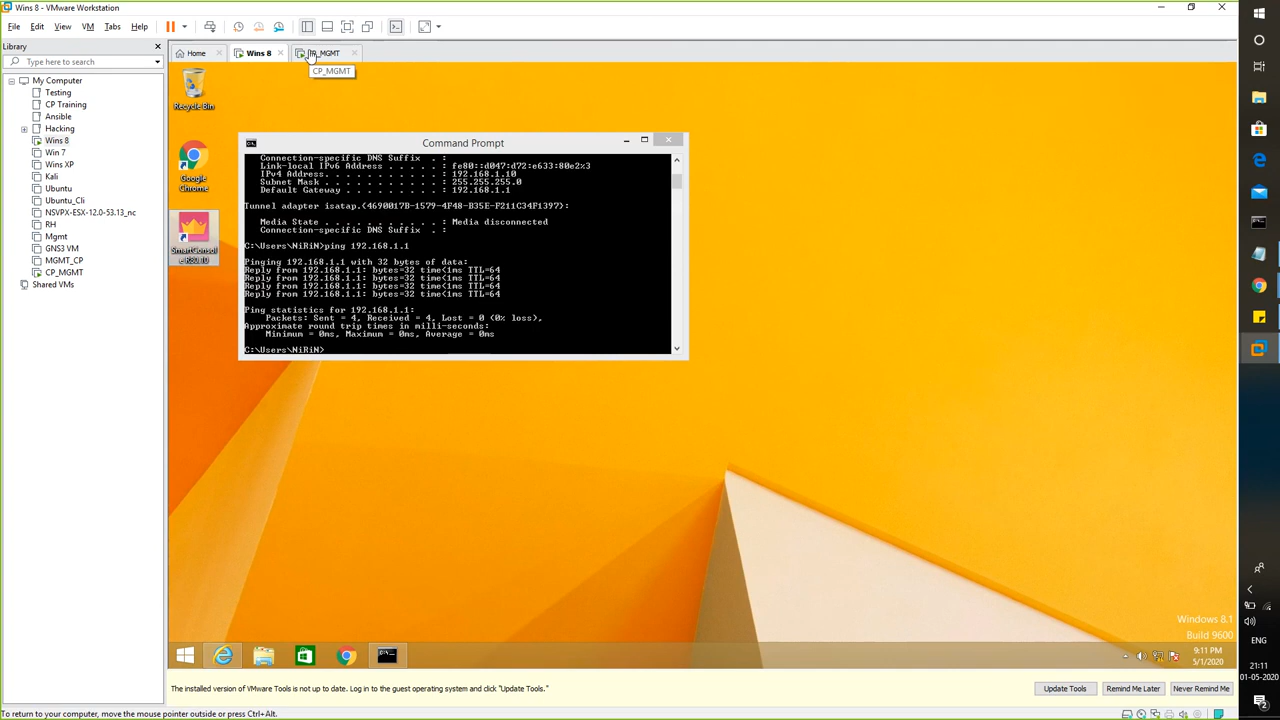 Wins 8 - VMware Workstation
File Edit View VM Tabs Help
Library
Type here to search
My Computer
Testing
CP Training
Ansible
Hacking
Wins 8
Win 7
Wins XP
Kali
Ubuntu
Ubuntu_Cli
NSVPX-ESX-12.0-53.13_nc
RH
Mgmt
GNS3 VM
MGMT_CP
CP_MGMT
Shared VMs
Home Wins 8 _MGMT
CP_MGMT
Recycle Bin
Google
Chrome
SmartConsol
e R80.10
Command Prompt
Connection-specific DNS Suffix . :
Link-local IPv6 Address . . . . . : fe80::d047:d72:e633:80e2%3
IPv4 Address. . . . . . . . . . . : 192.168.1.10
Subnet Mask . . . . . . . . . . . : 255.255.255.0
Default Gateway . . . . . . . . . : 192.168.1.1
Tunnel adapter isatap.{4690017B-1579-4F48-B35E-F211C34F1397}:
Media State . . . . . . . . . . . : Media disconnected
Connection-specific DNS Suffix . :
C:\Users\NiRiN>ping 192.168.1.1
Pinging 192.168.1.1 with 32 bytes of data:
Reply from 192.168.1.1: bytes=32 time<1ms TTL=64
Reply from 192.168.1.1: bytes=32 time<1ms TTL=64
Reply from 192.168.1.1: bytes=32 time<1ms TTL=64
Reply from 192.168.1.1: bytes=32 time<1ms TTL=64
Ping statistics for 192.168.1.1:
Packets: Sent = 4, Received = 4, Lost = 0 (0% loss),
Approximate round trip times in milli-seconds:
Minimum = 0ms, Maximum = 0ms, Average = 0ms
C:\Users\NiRiN>
Windows 8.1
Build 9600
9:11 PM
5/1/2020
ENG
21:11
01-05-2020
The installed version of VMware Tools is not up to date. Log in to the guest operating system and click "Update Tools."
Update Tools Remind Me Later Never Remind Me
To return to your computer, move the mouse pointer outside or press Ctrl+Alt.